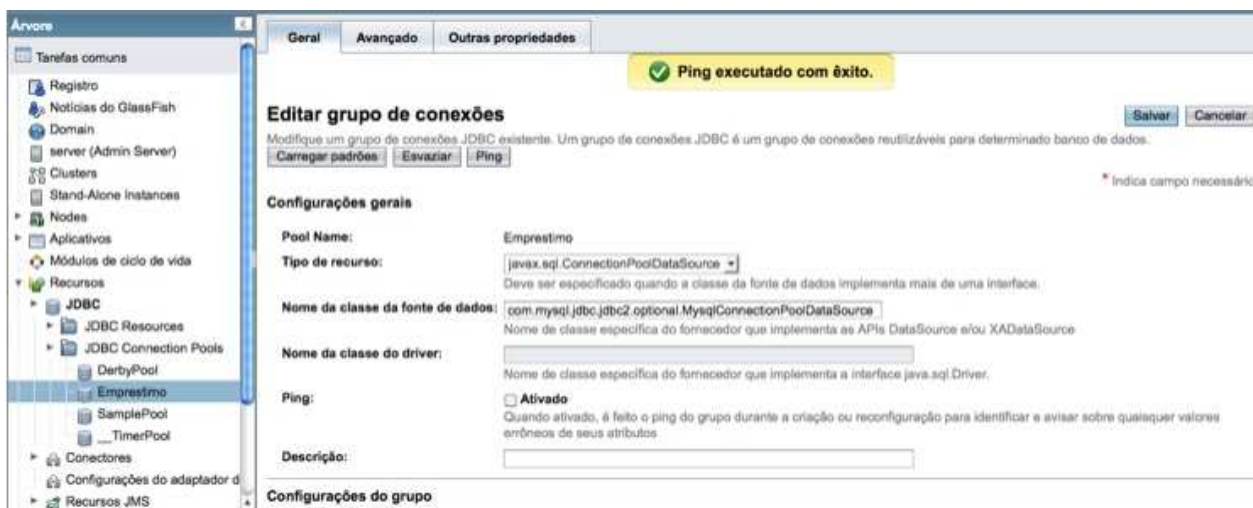 Árvore
Tarefas comuns
Registro
Notícias do GlassFish
Domain
server (Admin Server)
Clusters
Stand-Alone Instances
Nodes
Aplicativos
Módulos de ciclo de vida
Recursos
JDBC
JDBC Resources
JDBC Connection Pools
DerbyPool
Emprestimo
SamplePool
__TimerPool
Conectores
Configurações do adaptador d
Recursos JMS
Geral Avançado Outras propriedades
Ping executado com êxito.
Editar grupo de conexões
Salvar Cancelar
Modifique um grupo de conexões JDBC existente. Um grupo de conexões JDBC é um grupo de conexões reutilizáveis para determinado banco de dados.
Carregar padrões Esvaziar Ping
* Indica campo necessário
Configurações gerais
Pool Name: Emprestimo
Tipo de recurso: javax.sql.ConnectionPoolDataSource
Deve ser especificado quando a classe da fonte de dados implementa mais de uma interface.
Nome da classe da fonte de dados: com.mysql.jdbc.jdbc2.optional.MysqlConnectionPoolDataSource
Nome de classe específica do fornecedor que implementa as APIs DataSource e/ou XADataSource
Nome da classe do driver:
Nome de classe específica do fornecedor que implementa a interface java.sql.Driver.
Ping: Ativado
Quando ativado, é feito o ping do grupo durante a criação ou reconfiguração para identificar e avisar sobre quaisquer valores
errôneos de seus atributos
Descrição:
Configurações do grupo